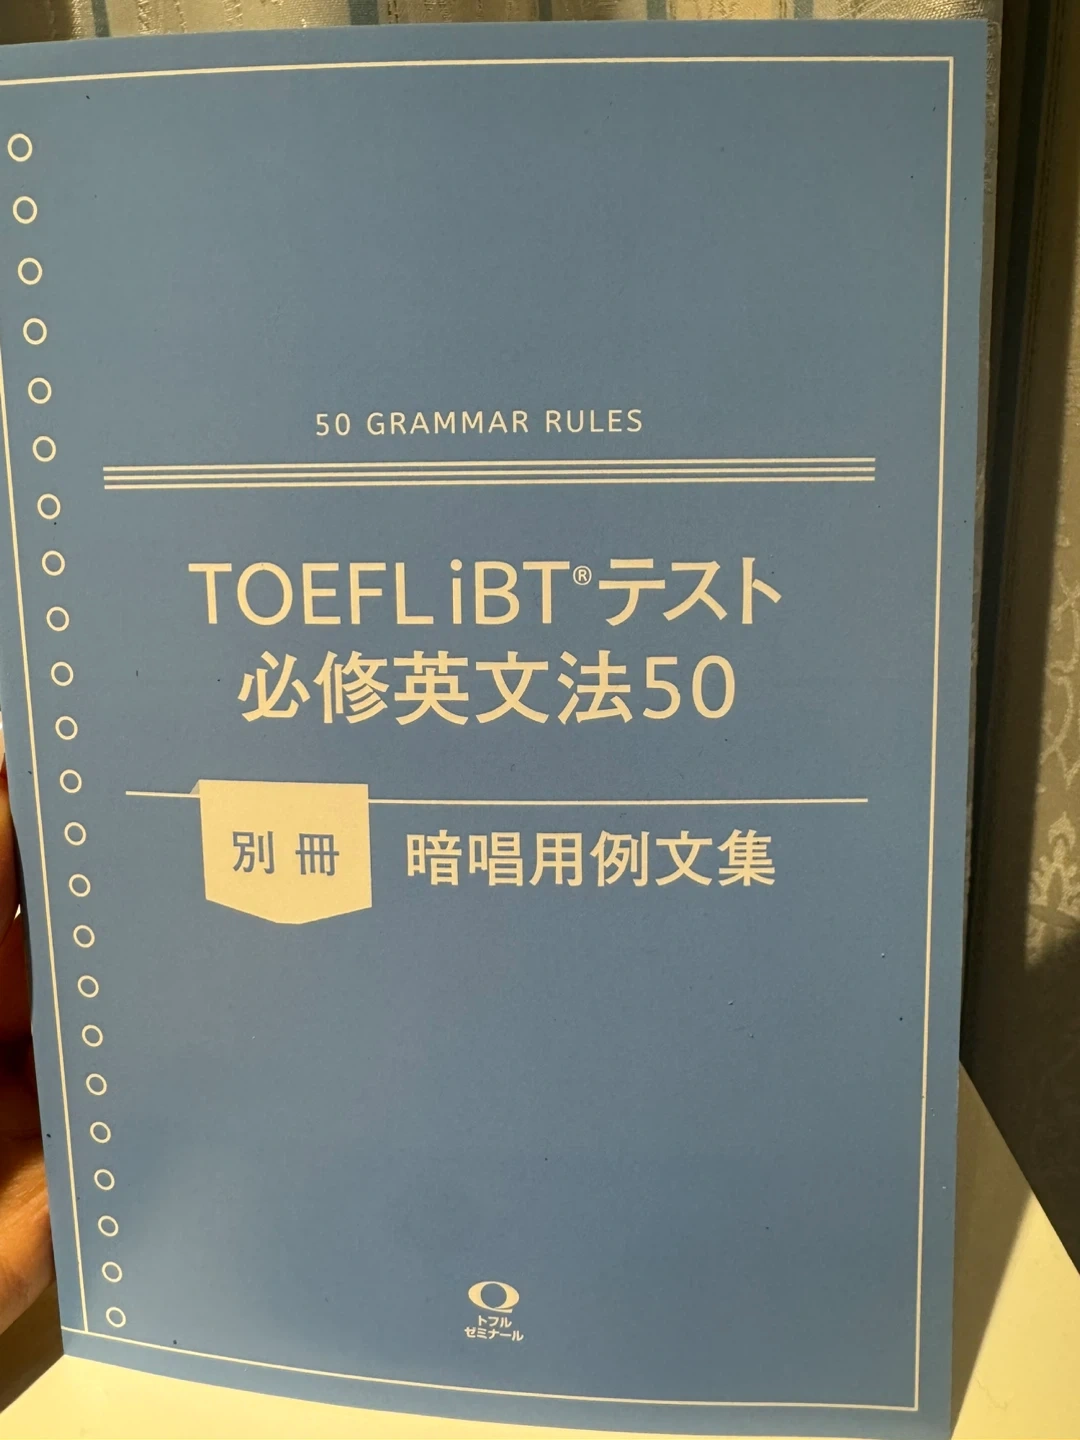 50 GRAMMAR RULES
TOEFL iBT®テスト
必修英文法50
別冊 暗唱用例文集
トフル
ゼミナール